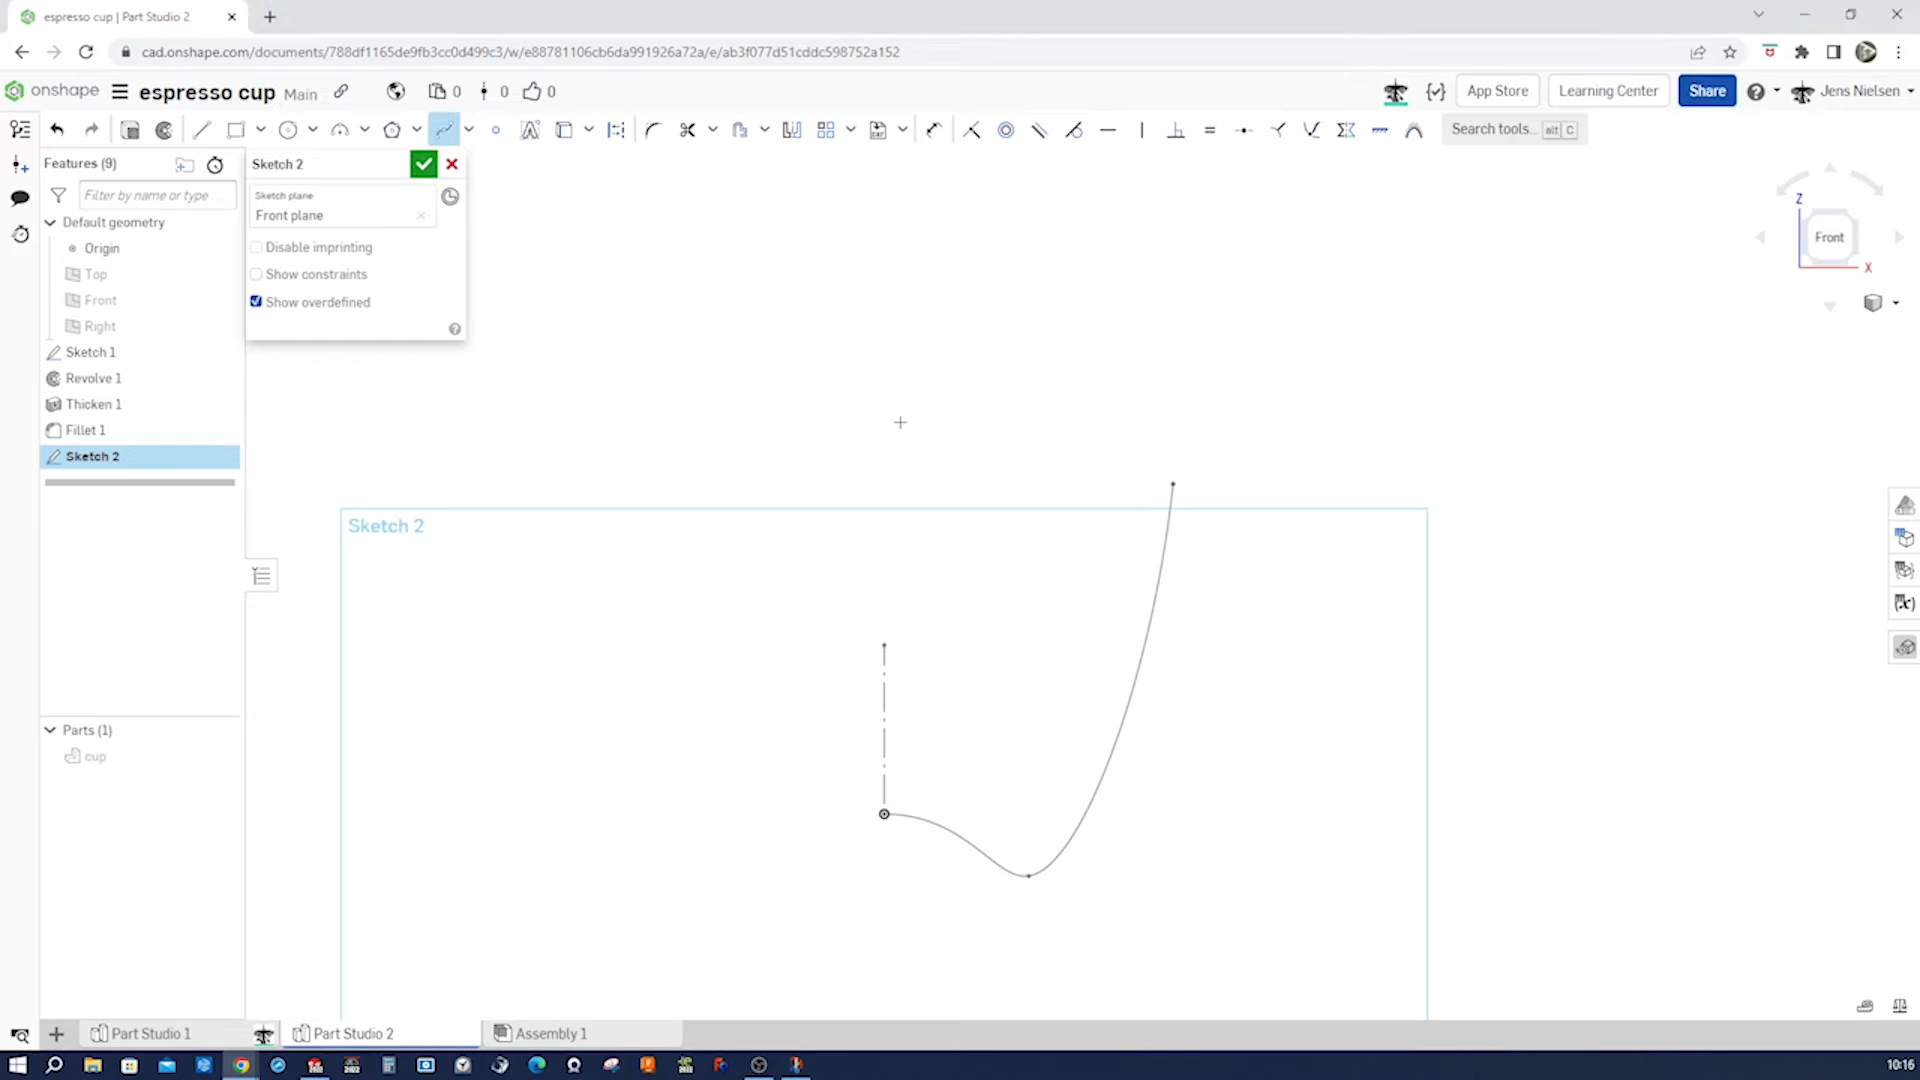 espresso cup | Part Studio 2
cad.onshape.com/documents/788df1165de9fb3cc0d499c3/w/e88781106cb6da991926a72a/e/ab3f077d51cddc598752a152
onshape
espresso cup Main
0
0
0
App Store
Learning Center
Share
Jens Nielsen
Search tools... alt C
Features (9)
Filter by name or type
Default geometry
Origin
Top
Front
Right
Sketch 1
Revolve 1
Thicken 1
Fillet 1
Sketch 2
Sketch 2
Sketch plane
Front plane
Disable imprinting
Show constraints
Show overdefined
Z
Front
X
Sketch 2
Parts (1)
cup
Part Studio 1
Part Studio 2
Assembly 1
10:16